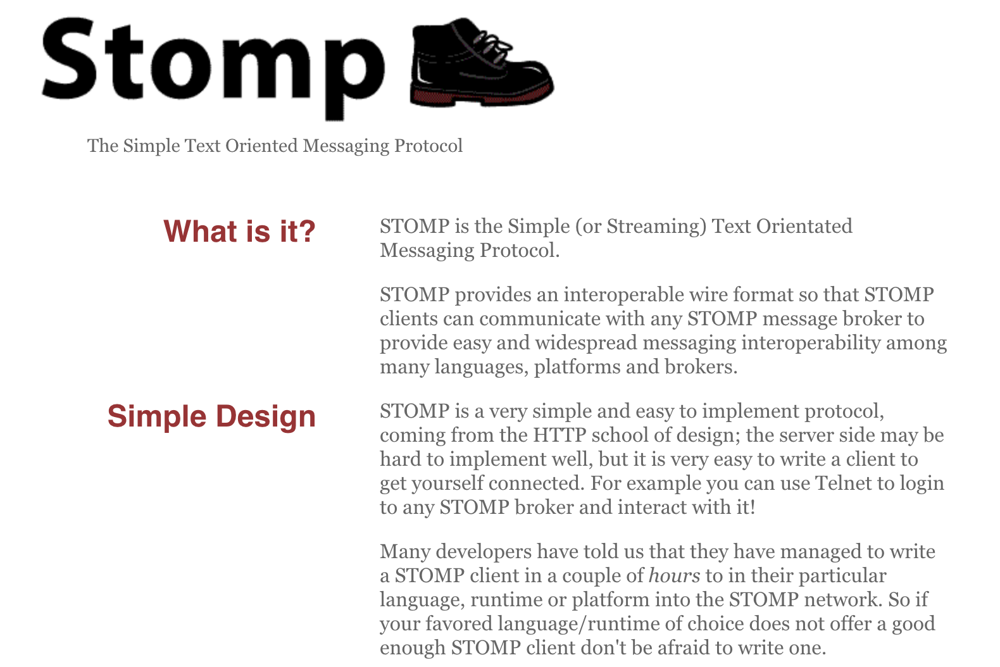 Stomp
The Simple Text Oriented Messaging Protocol
What is it?
STOMP is the Simple (or Streaming) Text Orientated
Messaging Protocol.
STOMP provides an interoperable wire format so that STOMP
clients can communicate with any STOMP message broker to
provide easy and widespread messaging interoperability among
many languages, platforms and brokers.
Simple Design
STOMP is a very simple and easy to implement protocol,
coming from the HTTP school of design; the server side may be
hard to implement well, but it is very easy to write a client to
get yourself connected. For example you can use Telnet to login
to any STOMP broker and interact with it!
Many developers have told us that they have managed to write
a STOMP client in a couple of hours to in their particular
language, runtime or platform into the STOMP network. So if
your favored language/runtime of choice does not offer a good
enough STOMP client don't be afraid to write one.